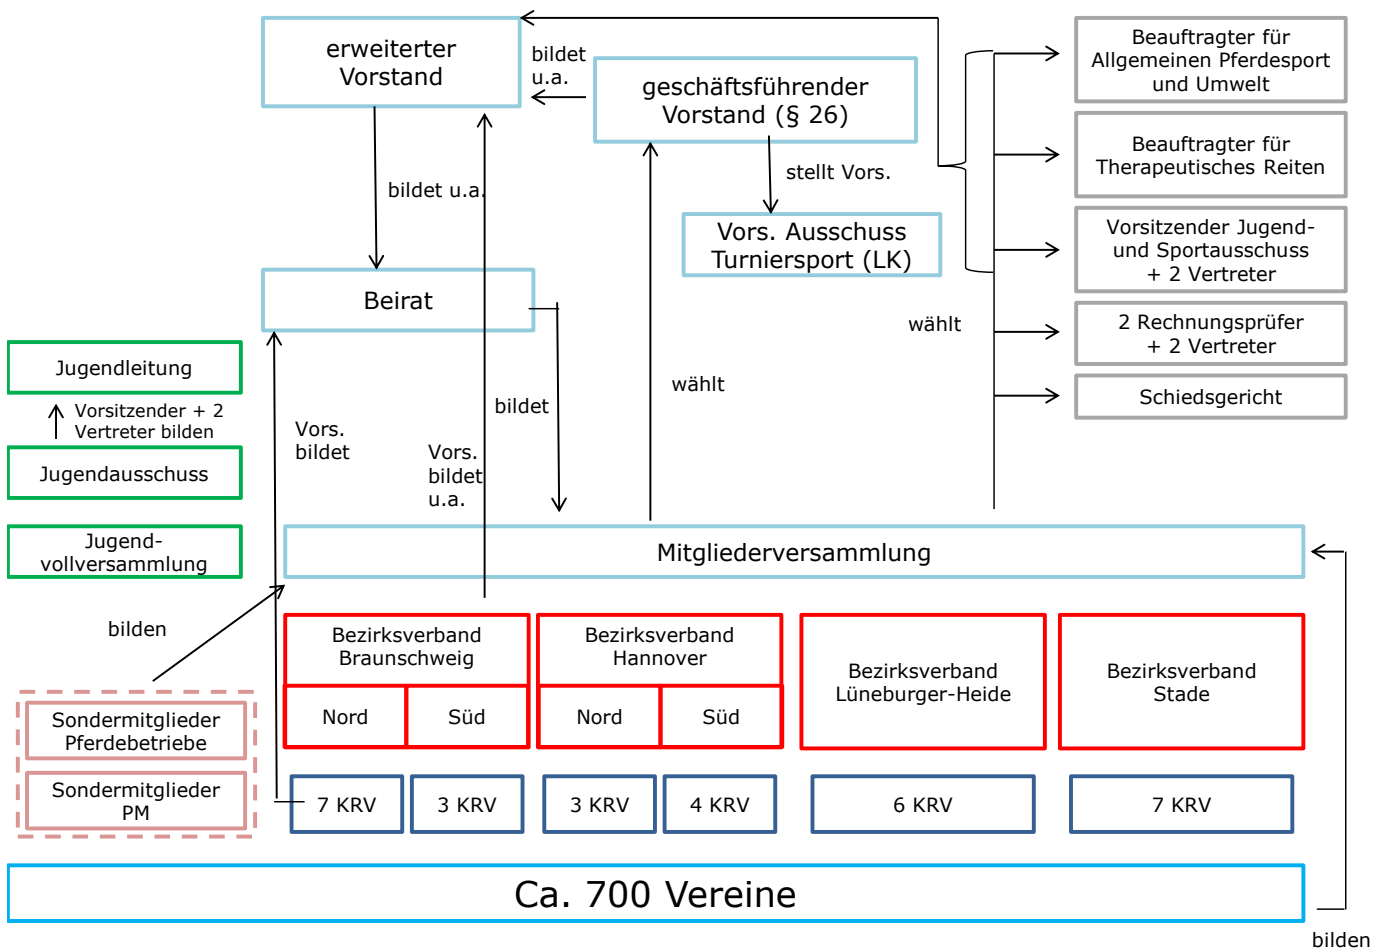 erweiterter
Vorstand
bildet
u.a.
geschäftsführender
Vorstand (§ 26)
Beauftragter für
Allgemeinen Pferdesport
und Umwelt
bildet u.a.
stellt Vors.
Beauftragter für
Therapeutisches Reiten
Vors. Ausschuss
Turniersport (LK)
Vorsitzender Jugend-
und Sportausschuss
+ 2 Vertreter
Beirat
wählt
2 Rechnungsprüfer
+ 2 Vertreter
Jugendleitung
wählt
Schiedsgericht
Vorsitzender + 2
Vertreter bilden
bildet
Vors.
bildet
Vors.
bildet
u.a.
Jugendausschuss
Jugend-
vollversammlung
Mitgliederversammlung
bilden
Bezirksverband
Braunschweig
Bezirksverband
Hannover
Bezirksverband
Lüneburger-Heide
Bezirksverband
Stade
Nord
Süd
Nord
Süd
Sondermitglieder
Pferdebetriebe
Sondermitglieder
PM
7 KRV
3 KRV
3 KRV
4 KRV
6 KRV
7 KRV
Ca. 700 Vereine
bilden